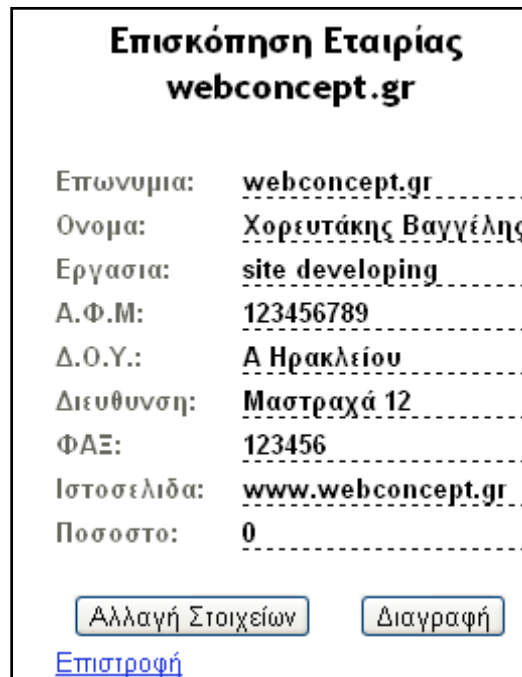 Επισκόπηση Εταιρίας
webconcept.gr
Επωνυμια: webconcept.gr
Ονομα: Χορευτάκης Βαγγέλης
Εργασια: site developing
Α.Φ.Μ: 123456789
Δ.Ο.Υ.: Α Ηρακλείου
Διευθυνση: Μαστραχά 12
ΦΑΞ: 123456
Ιστοσελιδα: www.webconcept.gr
Ποσοστο: 0
Αλλαγή Στοιχείων Διαγραφή
Επιστροφή